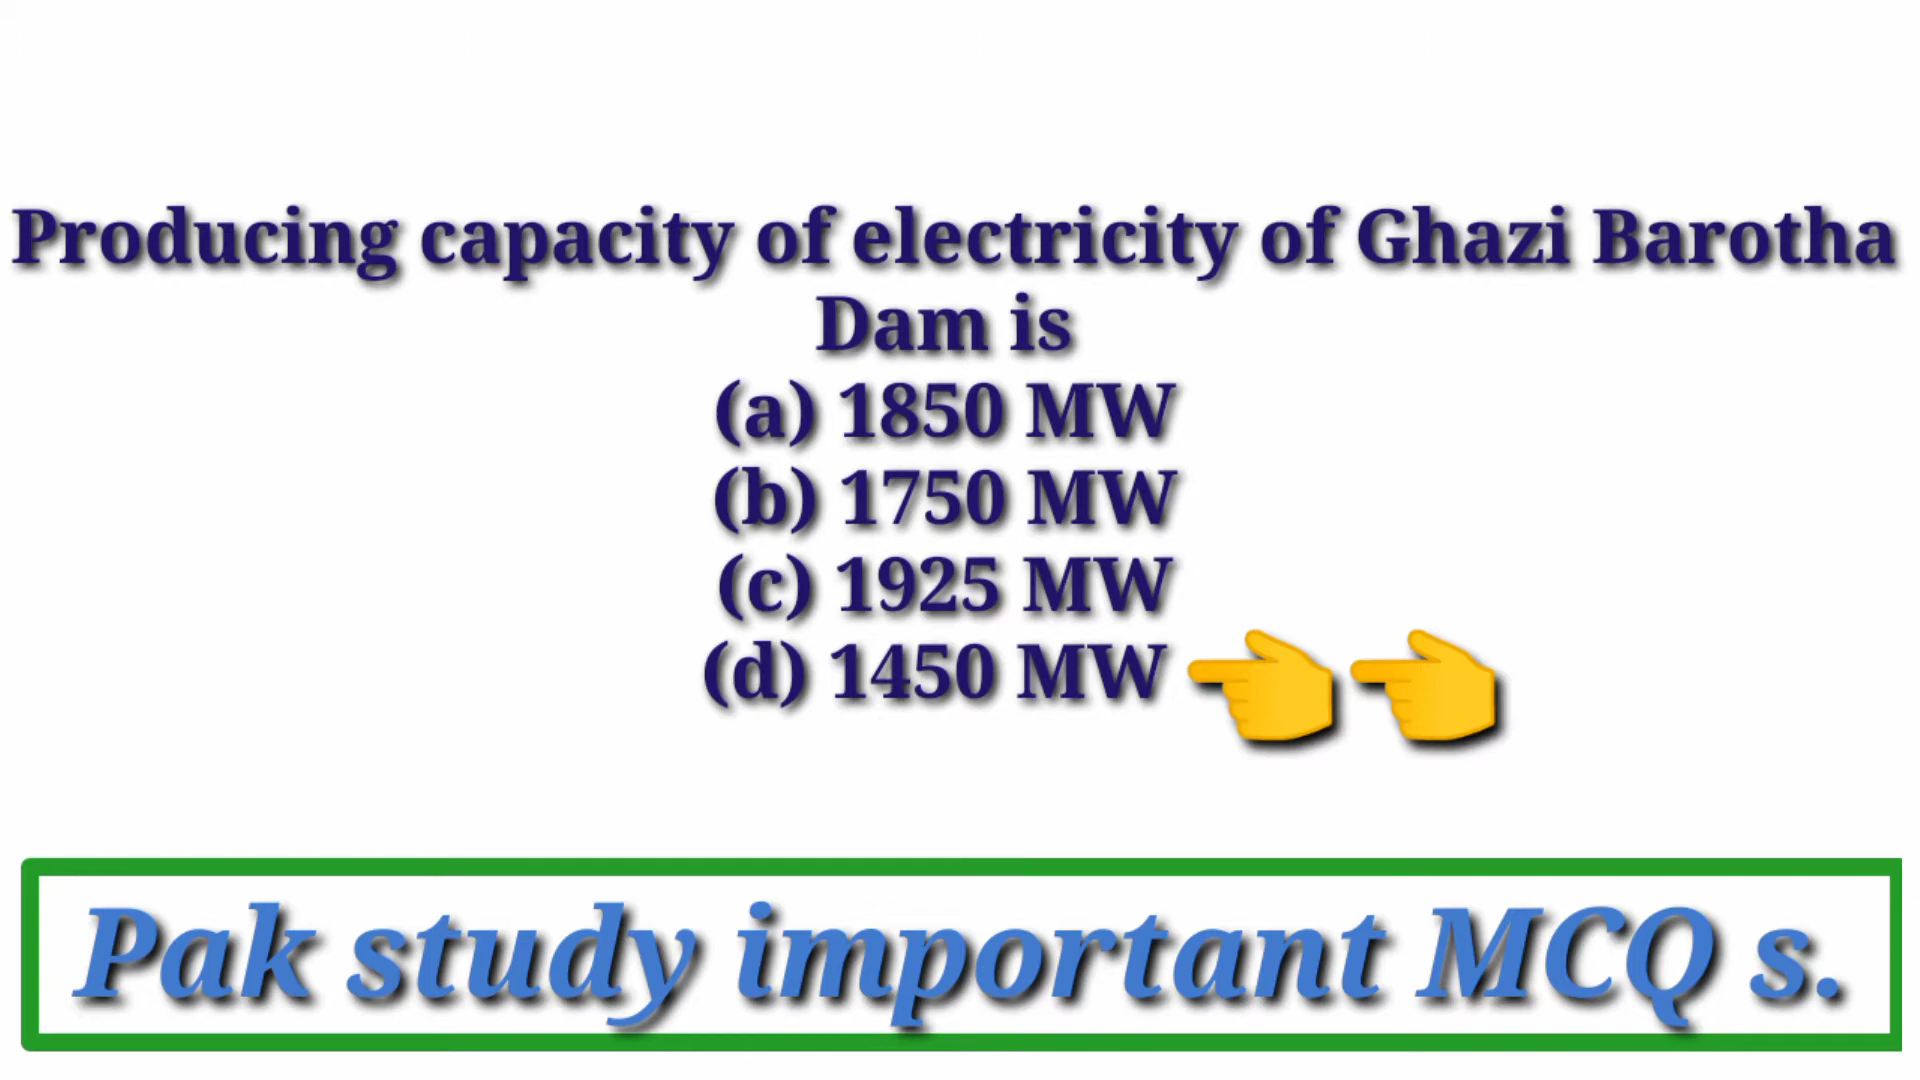 Producing capacity of electricity of Ghazi Barotha
Dam is
(a) 1850 MW
(b) 1750 MW
(c) 1925 MW
(d) 1450 MW 👈👈
Pak study important MCQ s.